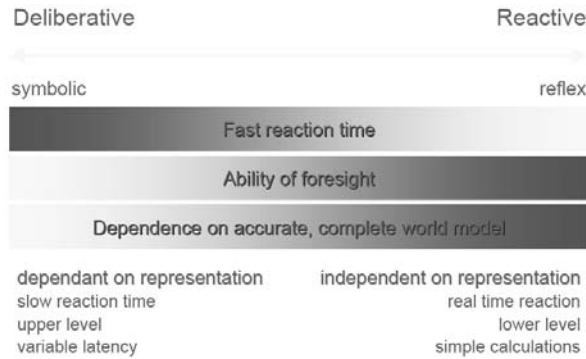 Deliberative Reactive
symbolic reflex
Fast reaction time
Ability of foresight
Dependence on accurate, complete world model
dependant on representation independent on representation
slow reaction time real time reaction
upper level lower level
variable latency simple calculations